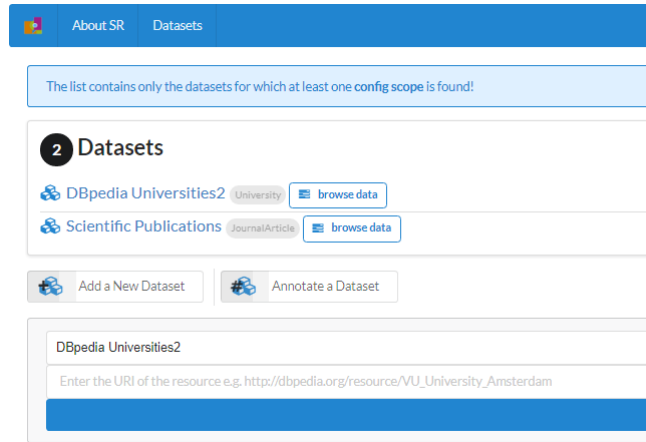 About SR Datasets
The list contains only the datasets for which at least one config scope is found!
2 Datasets
DBpedia Universities2 University browse data
Scientific Publications JournalArticle browse data
+ Add a New Dataset # Annotate a Dataset
DBpedia Universities2
Enter the URI of the resource e.g. http://dbpedia.org/resource/VU_University_Amsterdam